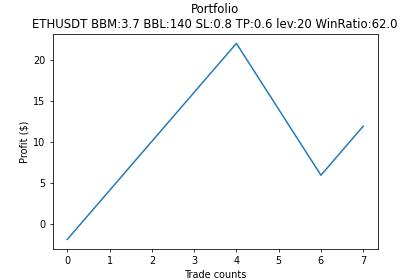 Portfolio
ETHUSDT BBM:3.7 BBL:140 SL:0.8 TP:0.6 lev:20 WinRatio:62.0
20
15
10
5
0
Profit ($)
0 1 2 3 4 5 6 7
Trade counts